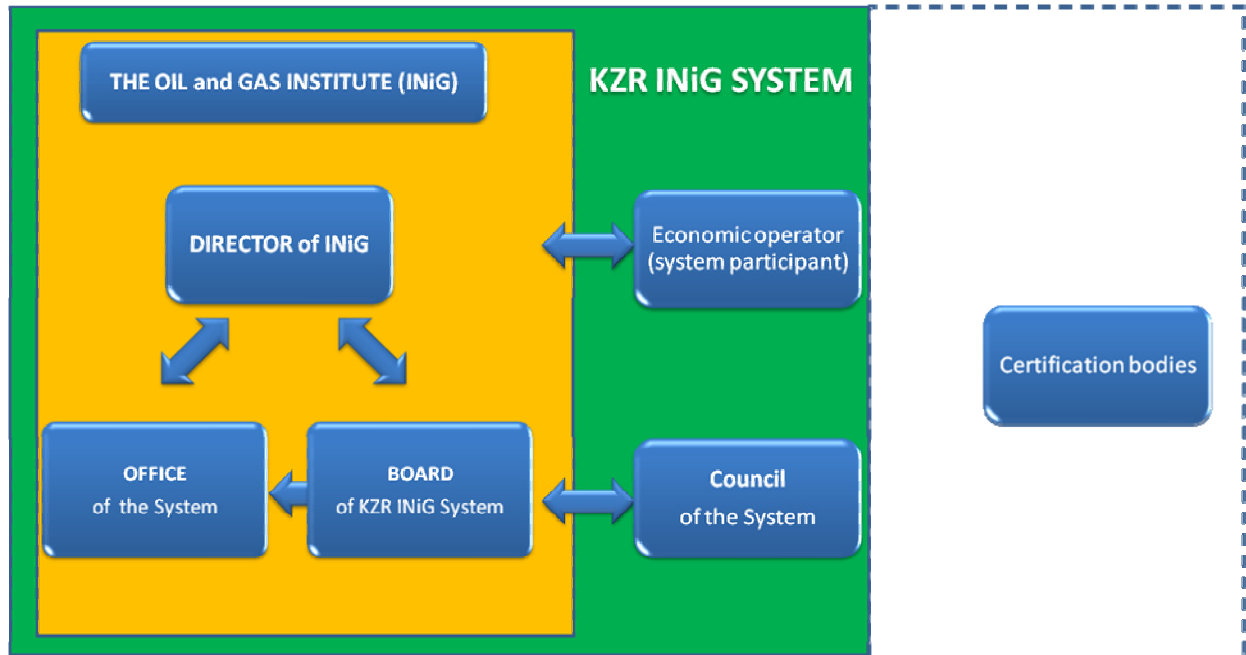 THE OIL and GAS INSTITUTE (INiG)
KZR INiG SYSTEM
DIRECTOR of INiG
Economic operator
(system participant)
Certification bodies
OFFICE
of the System
BOARD
of KZR INiG System
Council
of the System